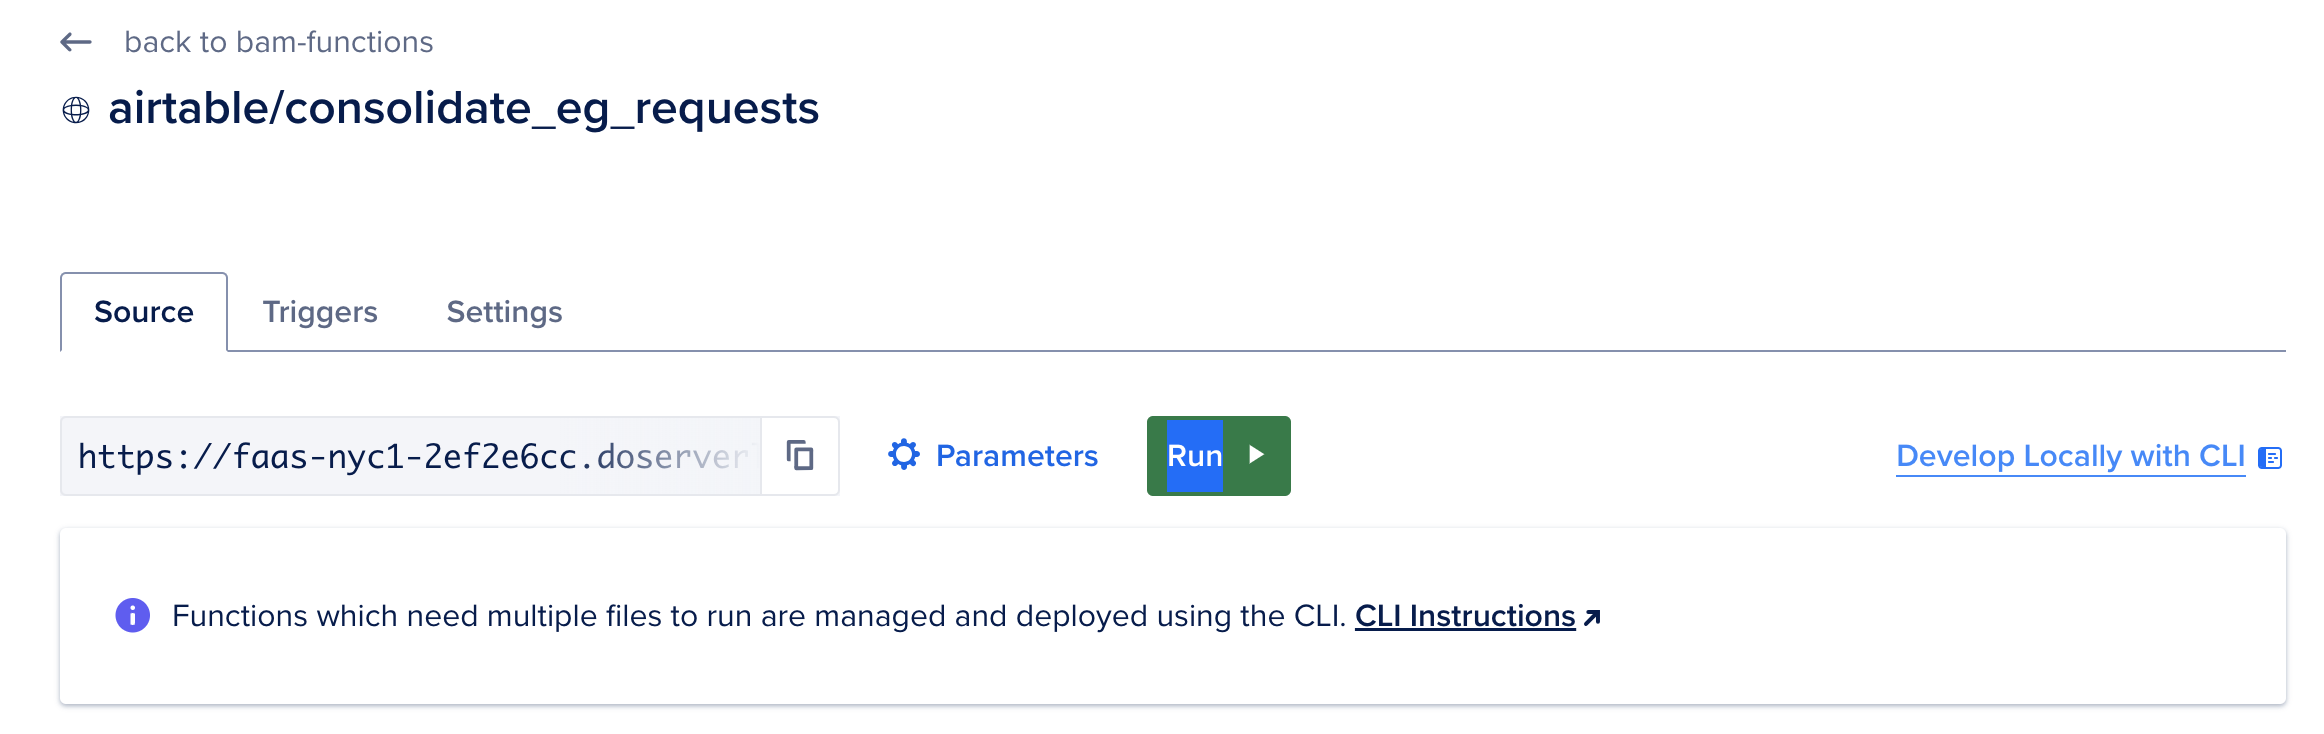 back to bam-functions
airtable/consolidate_eg_requests
Source Triggers Settings
https://faas-nyc1-2ef2e6cc.doserver Parameters Run Develop Locally with CLI
Functions which need multiple files to run are managed and deployed using the CLI. CLI Instructions